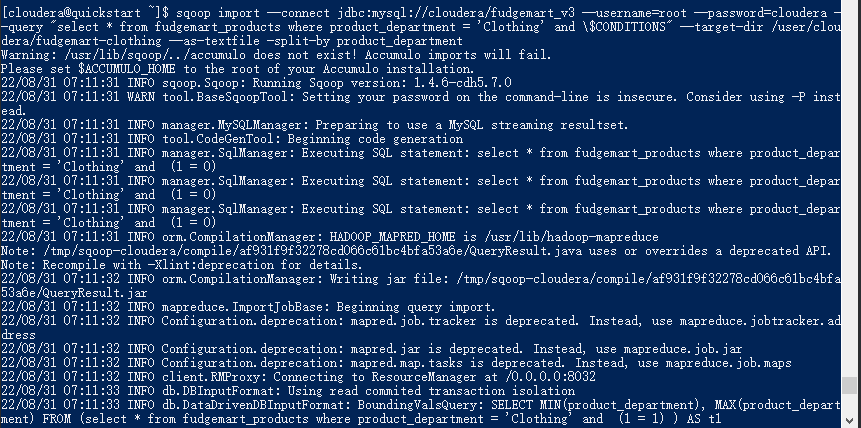 [cloudera@quickstart ~]$ sqoop import --connect jdbc:mysql://cloudera/fudgemart_v3 --username=root --password=cloudera -
-query "select * from fudgemart_products where product_department = 'Clothing' and \$CONDITIONS" --target-dir /user/clou
dera/fudgemart-clothing --as-textfile -split-by product_department
Warning: /usr/lib/sqoop/../accumulo does not exist! Accumulo imports will fail.
Please set $ACCUMULO_HOME to the root of your Accumulo installation.
22/08/31 07:11:31 INFO sqoop.Sqoop: Running Sqoop version: 1.4.6-cdh5.7.0
22/08/31 07:11:31 WARN tool.BaseSqoopTool: Setting your password on the command-line is insecure. Consider using -P inst
ead.
22/08/31 07:11:31 INFO manager.MySQLManager: Preparing to use a MySQL streaming resultset.
22/08/31 07:11:31 INFO tool.CodeGenTool: Beginning code generation
22/08/31 07:11:31 INFO manager.SqlManager: Executing SQL statement: select * from fudgemart_products where product_depar
tment = 'Clothing' and  (1 = 0)
22/08/31 07:11:31 INFO manager.SqlManager: Executing SQL statement: select * from fudgemart_products where product_depar
tment = 'Clothing' and  (1 = 0)
22/08/31 07:11:31 INFO manager.SqlManager: Executing SQL statement: select * from fudgemart_products where product_depar
tment = 'Clothing' and  (1 = 0)
22/08/31 07:11:31 INFO orm.CompilationManager: HADOOP_MAPRED_HOME is /usr/lib/hadoop-mapreduce
Note: /tmp/sqoop-cloudera/compile/af931f9f32278cd066c61bc4bfa53a6e/QueryResult.java uses or overrides a deprecated API.
Note: Recompile with -Xlint:deprecation for details.
22/08/31 07:11:32 INFO orm.CompilationManager: Writing jar file: /tmp/sqoop-cloudera/compile/af931f9f32278cd066c61bc4bfa
53a6e/QueryResult.jar
22/08/31 07:11:32 INFO mapreduce.ImportJobBase: Beginning query import.
22/08/31 07:11:32 INFO Configuration.deprecation: mapred.job.tracker is deprecated. Instead, use mapreduce.jobtracker.ad
dress
22/08/31 07:11:32 INFO Configuration.deprecation: mapred.jar is deprecated. Instead, use mapreduce.job.jar
22/08/31 07:11:32 INFO Configuration.deprecation: mapred.map.tasks is deprecated. Instead, use mapreduce.job.maps
22/08/31 07:11:32 INFO client.RMProxy: Connecting to ResourceManager at /0.0.0.0:8032
22/08/31 07:11:33 INFO db.DBInputFormat: Using read commited transaction isolation
22/08/31 07:11:33 INFO db.DataDrivenDBInputFormat: BoundingValsQuery: SELECT MIN(product_department), MAX(product_depart
ment) FROM (select * from fudgemart_products where product_department = 'Clothing' and  (1 = 1) ) AS t1